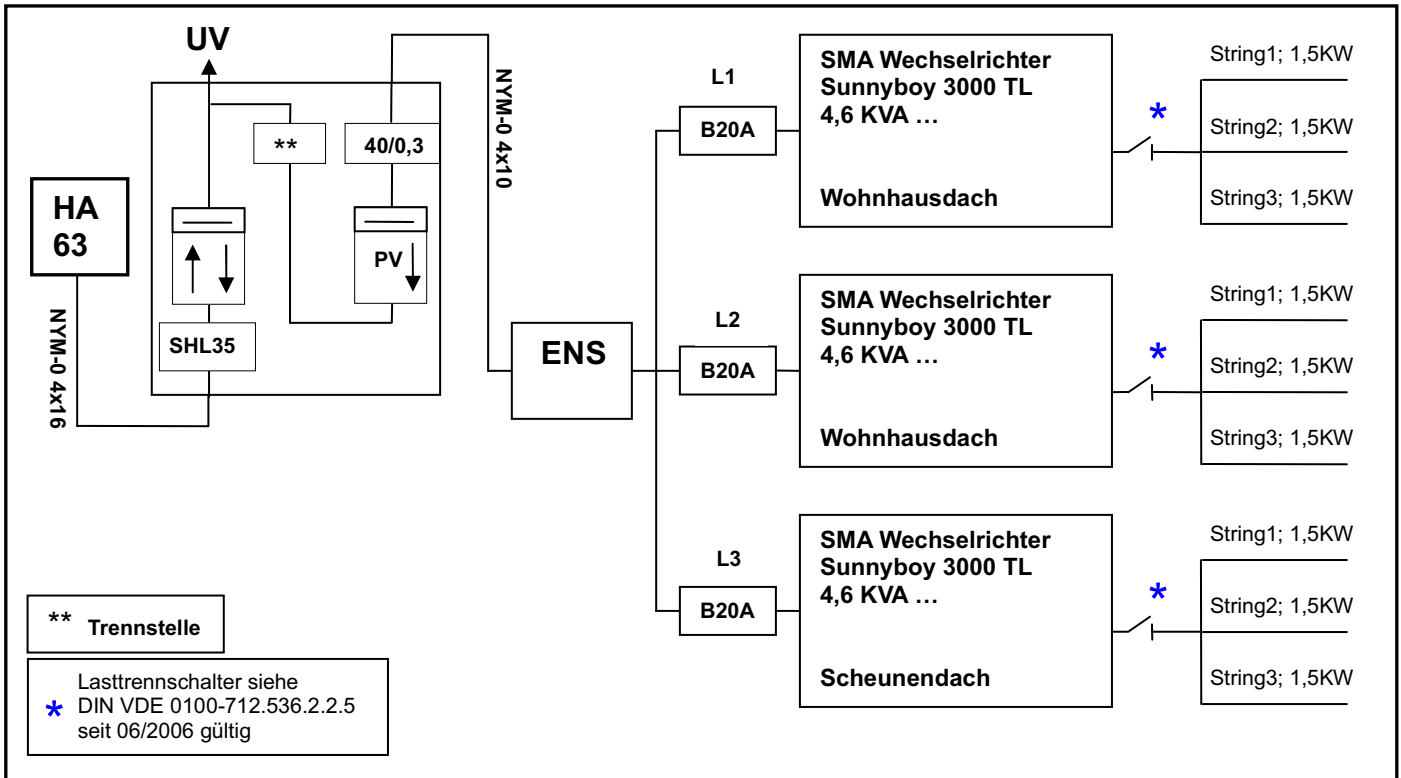 UV
HA
63
NYM-0 4x16
SHL35
**
40/0,3
PV
NYM-0 4x10
ENS
L1
B20A
SMA Wechselrichter
Sunnyboy 3000 TL
4,6 KVA …
Wohnhausdach
*
String1; 1,5KW
String2; 1,5KW
String3; 1,5KW
L2
B20A
SMA Wechselrichter
Sunnyboy 3000 TL
4,6 KVA …
Wohnhausdach
*
String1; 1,5KW
String2; 1,5KW
String3; 1,5KW
L3
B20A
SMA Wechselrichter
Sunnyboy 3000 TL
4,6 KVA …
Scheunendach
*
String1; 1,5KW
String2; 1,5KW
String3; 1,5KW
** Trennstelle
Lasttrennschalter siehe
* DIN VDE 0100-712.536.2.2.5
seit 06/2006 gültig